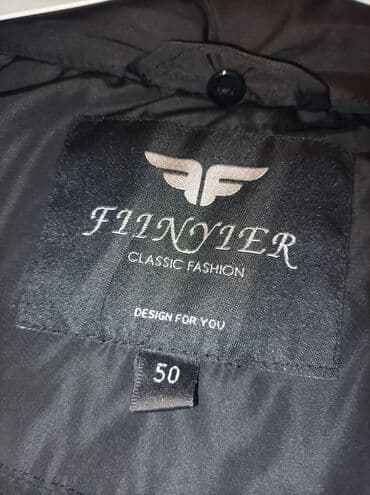 FIINYIER
CLASSIC FASHION
DESIGN FOR YOU
50